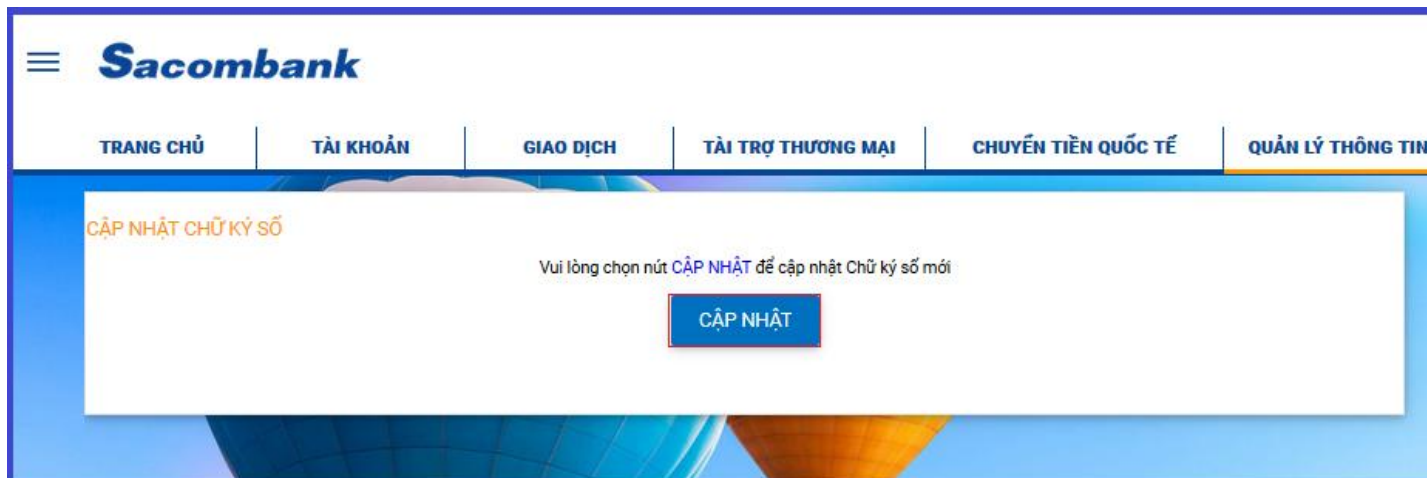 Sacombank
TRANG CHỦ TÀI KHOẢN GIAO DỊCH TÀI TRỢ THƯƠNG MẠI CHUYỂN TIỀN QUỐC TẾ QUẢN LÝ THÔNG TIN
CẬP NHẬT CHỮ KÝ SỐ
Vui lòng chọn nút CẬP NHẬT để cập nhật Chữ ký số mới
CẬP NHẬT